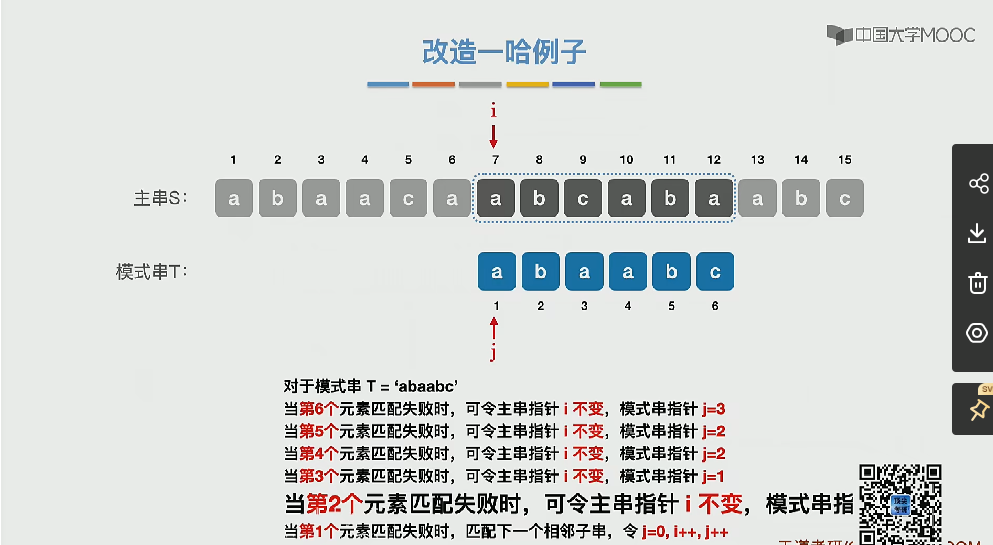 中国大学MOOC
改造一哈例子
i
1 2 3 4 5 6 7 8 9 10 11 12 13 14 15
主串S: a b a a c a a b c a b a a b c
模式串T: a b a a b c
1 2 3 4 5 6
j
对于模式串 T = ‘abaabc’
当第6个元素匹配失败时，可令主串指针 i 不变，模式串指针 j=3
当第5个元素匹配失败时，可令主串指针 i 不变，模式串指针 j=2
当第4个元素匹配失败时，可令主串指针 i 不变，模式串指针 j=2
当第3个元素匹配失败时，可令主串指针 i 不变，模式串指针 j=1
当第2个元素匹配失败时，可令主串指针 i 不变，模式串指
当第1个元素匹配失败时，匹配下一个相邻子串，令 j=0, i++, j++
SV